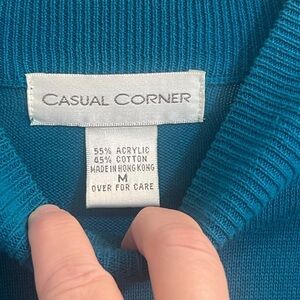 CASUAL CORNER
55% ACRYLIC
45% COTTON
MADE IN HONG KONG
M
OVER FOR CARE